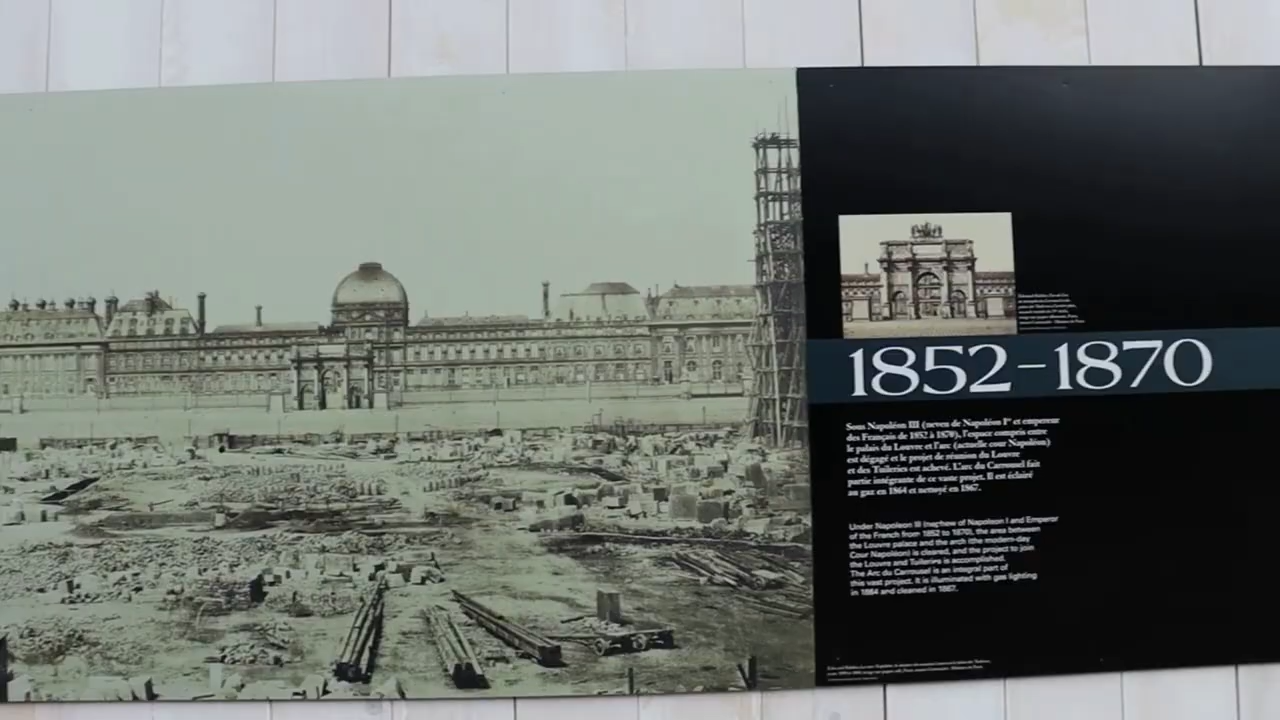 1852–1870
Sous Napoléon III (neveu de Napoléon Iᵉʳ et empereur
des Français de 1852 à 1870), l'espace compris entre
le palais du Louvre et l'arc (actuelle cour Napoléon)
est dégagé et le projet de réunion du Louvre
et des Tuileries est achevé. L'arc du Carrousel fait
partie intégrante de ce vaste projet. Il est éclairé
au gaz en 1864 et nettoyé en 1867.
Under Napoleon III (nephew of Napoleon I and Emperor
of the French from 1852 to 1870), the area between
the Louvre palace and the arch (the modern-day
Cour Napoléon) is cleared, and the project to join
the Louvre and Tuileries is accomplished.
The Arc du Carrousel is an integral part of
this vast project. It is illuminated with gas lighting
in 1864 and cleaned in 1867.